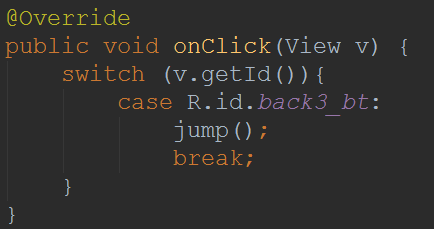 @Override
public void onClick(View v) {
    switch (v.getId()){
        case R.id.back3_bt:
            jump();
            break;
    }
}